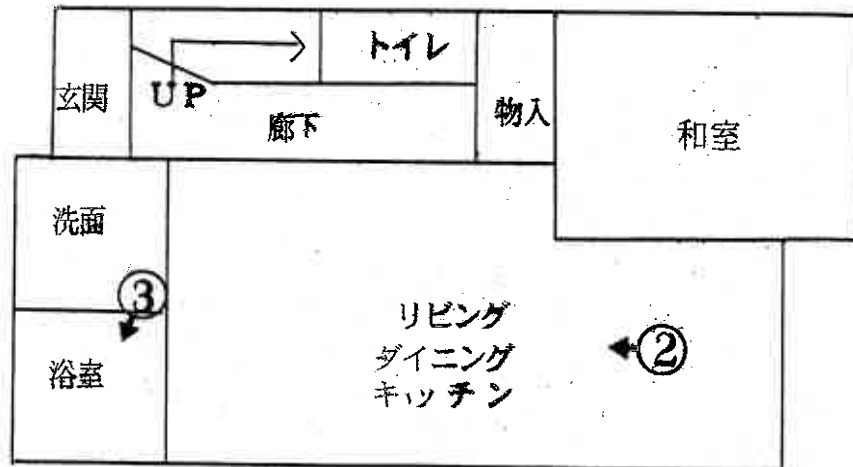 玄関
UP
トイレ
廊下
物入
和室
洗面
③
浴室
リビング
ダイニング
キッチン
②